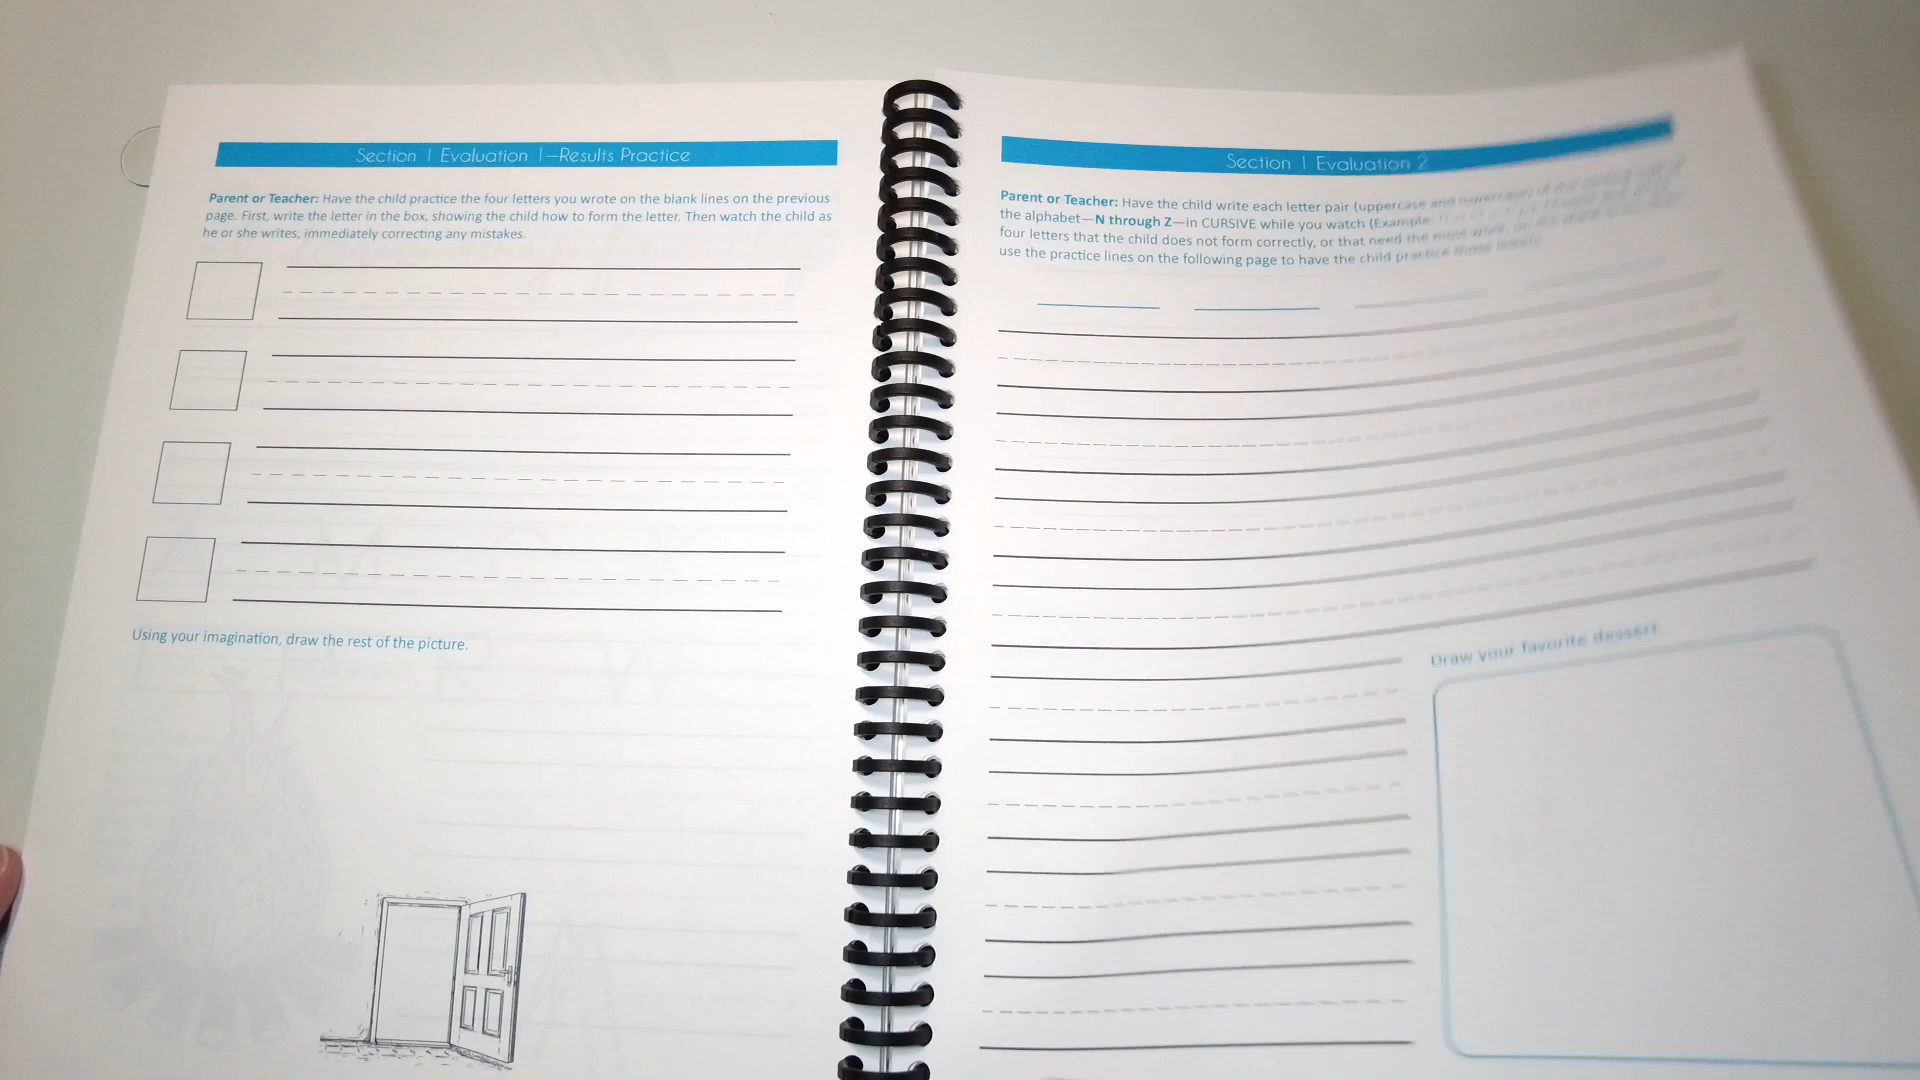 Section 1 Evaluation 1—Results Practice
Parent or Teacher: Have the child practice the four letters you wrote on the blank lines on the previous
page. First, write the letter in the box, showing the child how to form the letter. Then watch the child as
he or she writes, immediately correcting any mistakes.
Using your imagination, draw the rest of the picture.
Section 1 Evaluation 2
Parent or Teacher: Have the child write each letter pair (uppercase and
the alphabet—N through Z—in CURSIVE while you watch (Example:
four letters that the child does not form correctly, or that need the most work,
use the practice lines on the following page to have the child practice those
Draw your favorite dessert.